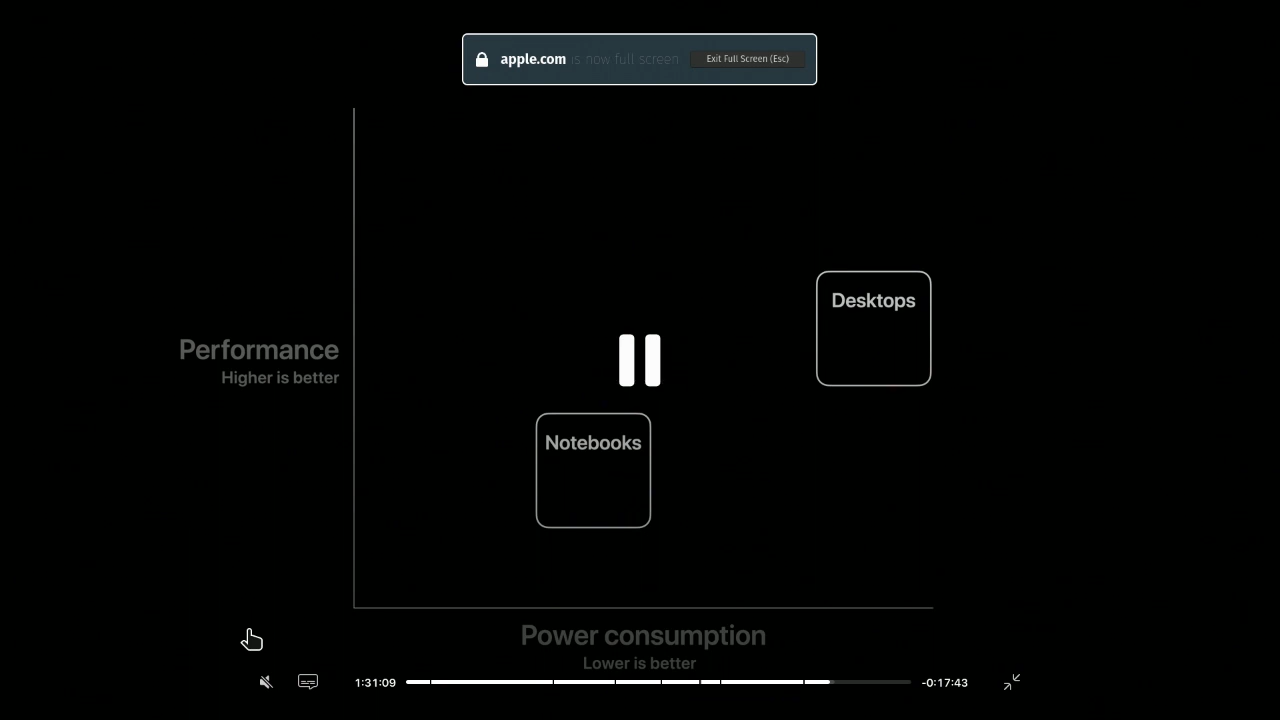 apple.com is now full screen Exit Full Screen (Esc)
Desktops
Performance
Higher is better
Notebooks
Power consumption
Lower is better
1:31:09 -0:17:43